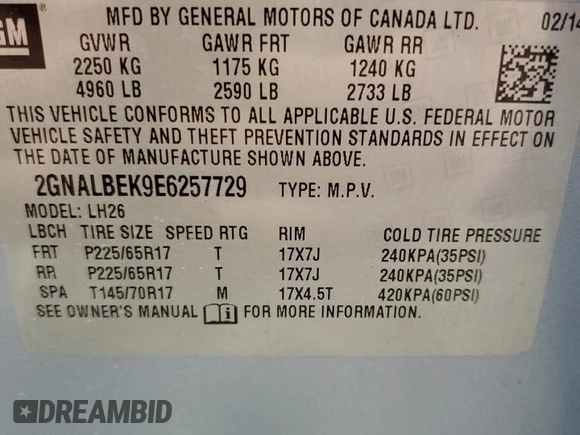 GM
MFD BY GENERAL MOTORS OF CANADA LTD. 02/14
GVWR GAWR FRT GAWR RR
2250 KG 1175 KG 1240 KG
4960 LB 2590 LB 2733 LB
THIS VEHICLE CONFORMS TO ALL APPLICABLE U.S. FEDERAL MOTOR
VEHICLE SAFETY AND THEFT PREVENTION STANDARDS IN EFFECT ON
THE DATE OF MANUFACTURE SHOWN ABOVE.
2GNALBEK9E6257729 TYPE: M.P.V.
MODEL: LH26
LBCH TIRE SIZE SPEED RTG RIM COLD TIRE PRESSURE
FRT P225/65R17 T 17X7J 240KPA(35PSI)
RR P225/65R17 T 17X7J 240KPA(35PSI)
SPA T145/70R17 M 17X4.5T 420KPA(60PSI)
SEE OWNER'S MANUAL i FOR MORE INFORMATION.
DREAMBID